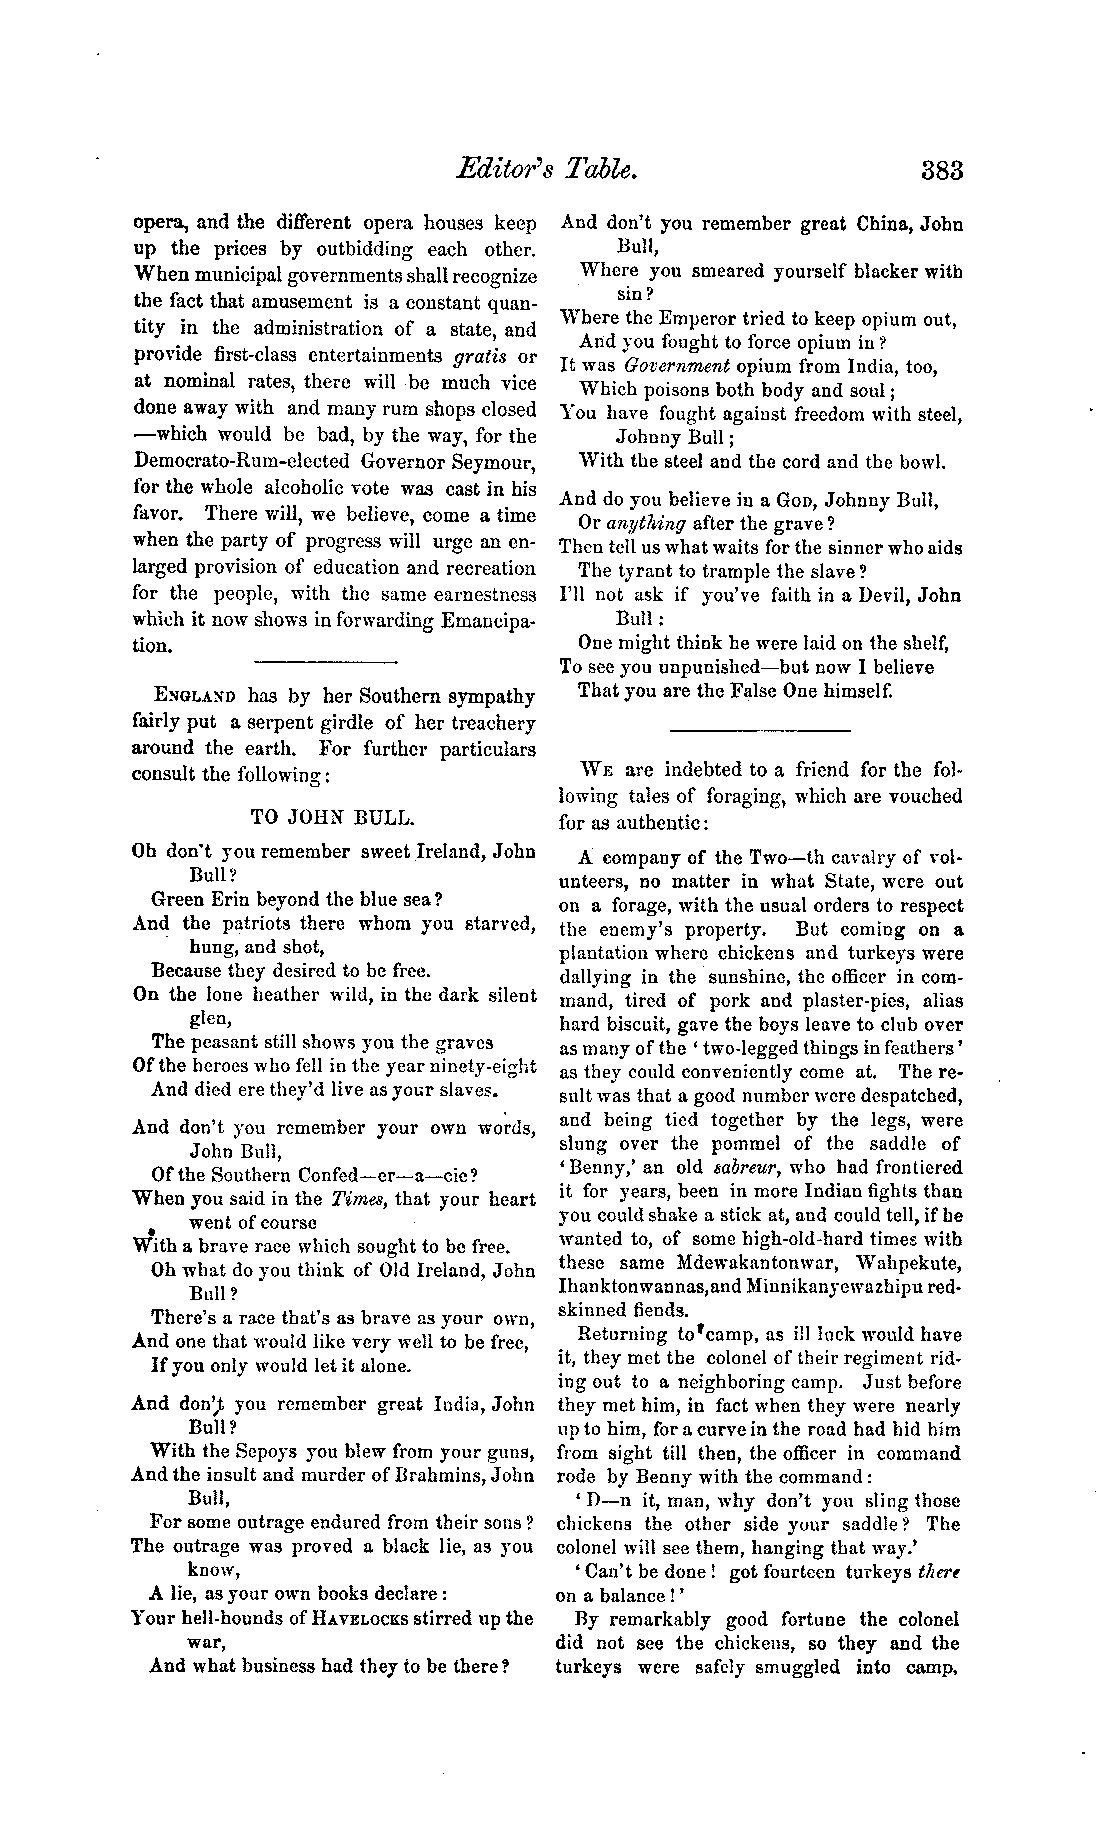 Editor's Table. 383
opera, and the different opera houses keep
up the prices by outbidding each other.
When municipal governments shall recognize
the fact that amusement is a constant quan-
tity in the administration of a state, and
provide first-class entertainments gratis or
at nominal rates, there will be much vice
done away with and many rum shops closed
—which would be bad, by the way, for the
Democrato-Rum-elected Governor Seymour,
for the whole alcoholic vote was cast in his
favor. There will, we believe, come a time
when the party of progress will urge an en-
larged provision of education and recreation
for the people, with the same earnestness
which it now shows in forwarding Emancipa-
tion.
ENGLAND has by her Southern sympathy
fairly put a serpent girdle of her treachery
around the earth. For further particulars
consult the following:
TO JOHN BULL.
Oh don't you remember sweet Ireland, John
Bull?
Green Erin beyond the blue sea?
And the patriots there whom you starved,
hung, and shot,
Because they desired to be free.
On the lone heather wild, in the dark silent
glen,
The peasant still shows you the graves
Of the heroes who fell in the year ninety-eight
And died ere they'd live as your slaves.
And don't you remember your own words,
John Bull,
Of the Southern Confed—er—a—cie?
When you said in the Times, that your heart
went of course
With a brave race which sought to be free.
Oh what do you think of Old Ireland, John
Bull?
There's a race that's as brave as your own,
And one that would like very well to be free,
If you only would let it alone.
And don't you remember great India, John
Bull?
With the Sepoys you blew from your guns,
And the insult and murder of Brahmins, John
Bull,
For some outrage endured from their sons?
The outrage was proved a black lie, as you
know,
A lie, as your own books declare:
Your hell-hounds of HAVELOCKS stirred up the
war,
And what business had they to be there?
And don't you remember great China, John
Bull,
Where you smeared yourself blacker with
sin?
Where the Emperor tried to keep opium out,
And you fought to force opium in?
It was Government opium from India, too,
Which poisons both body and soul;
You have fought against freedom with steel,
Johnny Bull;
With the steel and the cord and the bowl.
And do you believe in a GOD, Johnny Bull,
Or anything after the grave?
Then tell us what waits for the sinner who aids
The tyrant to trample the slave?
I'll not ask if you've faith in a Devil, John
Bull:
One might think he were laid on the shelf,
To see you unpunished—but now I believe
That you are the False One himself.
WE are indebted to a friend for the fol-
lowing tales of foraging, which are vouched
for as authentic:
A company of the Two—th cavalry of vol-
unteers, no matter in what State, were out
on a forage, with the usual orders to respect
the enemy's property. But coming on a
plantation where chickens and turkeys were
dallying in the sunshine, the officer in com-
mand, tired of pork and plaster-pies, alias
hard biscuit, gave the boys leave to club over
as many of the 'two-legged things in feathers'
as they could conveniently come at. The re-
sult was that a good number were despatched,
and being tied together by the legs, were
slung over the pommel of the saddle of
'Benny,' an old sabreur, who had frontiered
it for years, been in more Indian fights than
you could shake a stick at, and could tell, if he
wanted to, of some high-old-hard times with
these same Mdewakantonwar, Wahpekute,
Ihanktonwannas, and Minnikanyewazhipu red-
skinned fiends.
Returning to camp, as ill luck would have
it, they met the colonel of their regiment rid-
ing out to a neighboring camp. Just before
they met him, in fact when they were nearly
up to him, for a curve in the road had hid him
from sight till then, the officer in command
rode by Benny with the command:
'D—n it, man, why don't you sling those
chickens the other side your saddle? The
colonel will see them, hanging that way.'
'Can't be done! got fourteen turkeys there
on a balance!'
By remarkably good fortune the colonel
did not see the chickens, so they and the
turkeys were safely smuggled into camp,